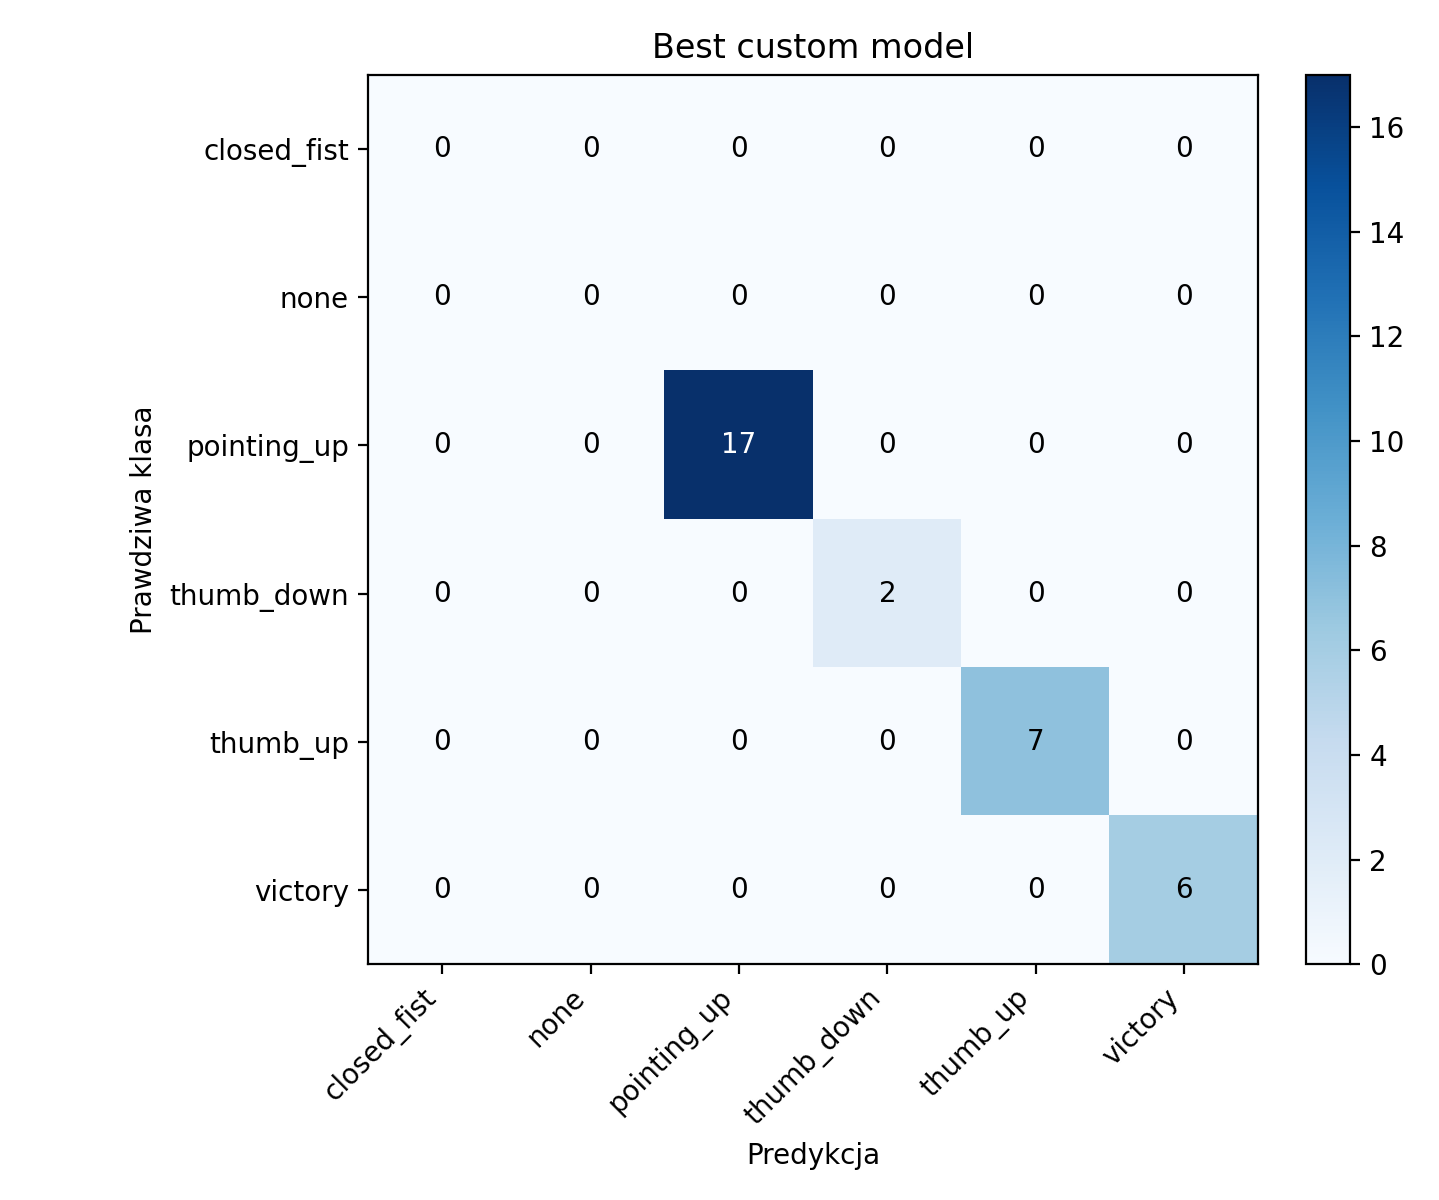 Best custom model
closed_fist 0 0 0 0 0 0
none 0 0 0 0 0 0
pointing_up 0 0 17 0 0 0
thumb_down 0 0 0 2 0 0
thumb_up 0 0 0 0 7 0
victory 0 0 0 0 0 6
Prawdziwa klasa
closed_fist none pointing_up thumb_down thumb_up victory
Predykcja
16
14
12
10
8
6
4
2
0